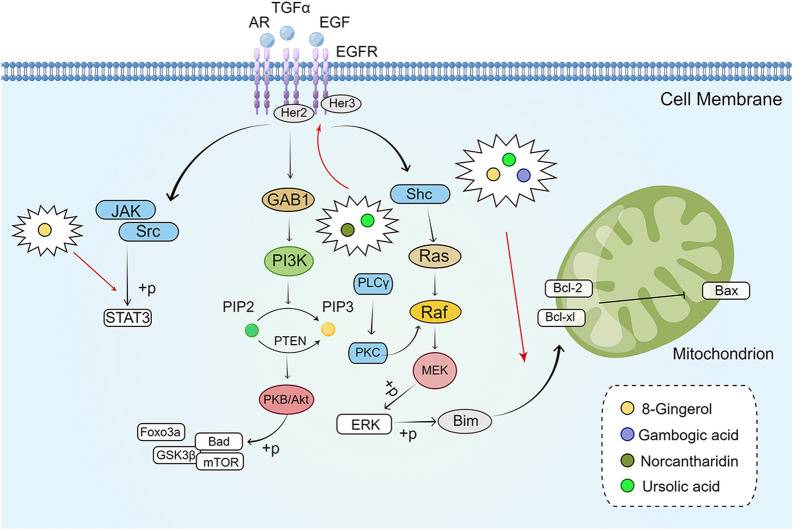 TGFα
AR
EGF
EGFR
Her2
Her3
Cell Membrane
JAK
Src
+p
STAT3
GAB1
PI3K
PIP2
PIP3
PTEN
PKB/Akt
+p
Foxo3a
Bad
GSK3β
mTOR
Shc
Ras
PLCγ
Raf
PKC
MEK
+p
ERK
+p
Bim
Bcl-2
Bcl-xl
Bax
Mitochondrion
8-Gingerol
Gambogic acid
Norcantharidin
Ursolic acid